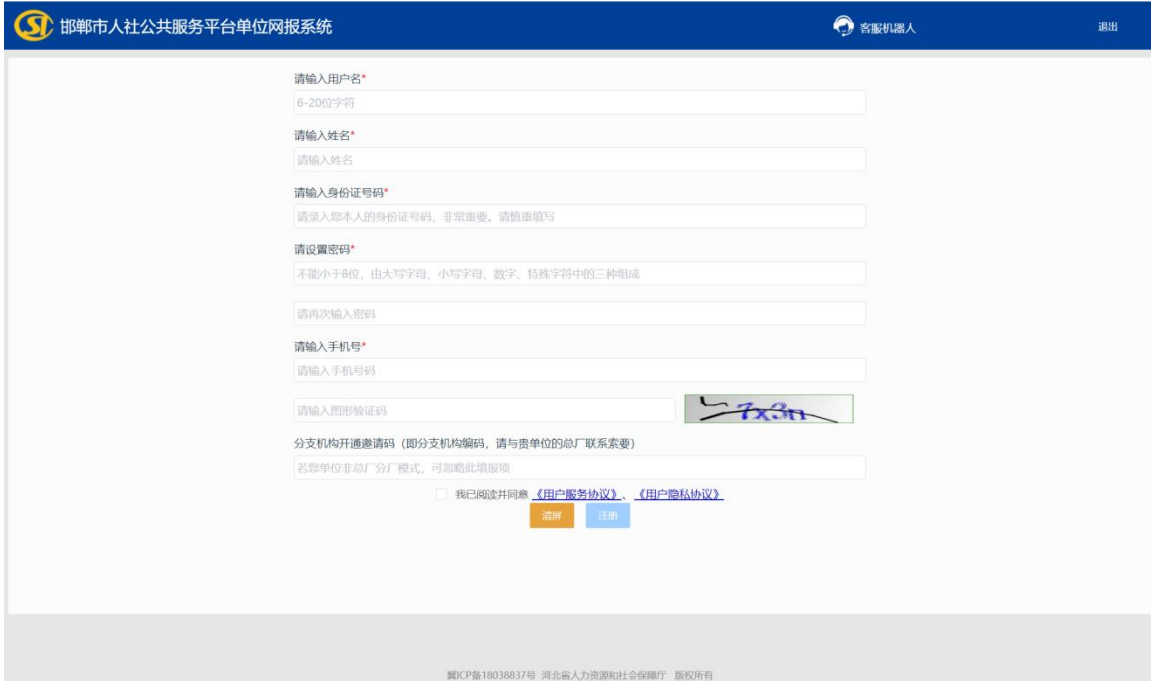 邯郸市人社公共服务平台单位网报系统
客服机器人
退出
请输入用户名*
6-20位字符
请输入姓名*
请输入姓名
请输入身份证号码*
请录入您本人的身份证号码，非常重要。请慎重填写
请设置密码*
不能小于8位，由大写字母、小写字母、数字、特殊字符中的三种组成
请再次输入密码
请输入手机号*
请输入手机号码
请输入图形验证码
7x3n
分支机构开通邀请码（即分支机构编码，请与贵单位的总厂联系索要）
若您单位非总厂分厂模式，可忽略此填报项
我已阅读并同意《用户服务协议》、《用户隐私协议》
清屏
注册
冀ICP备18038837号 河北省人力资源和社会保障厅 版权所有